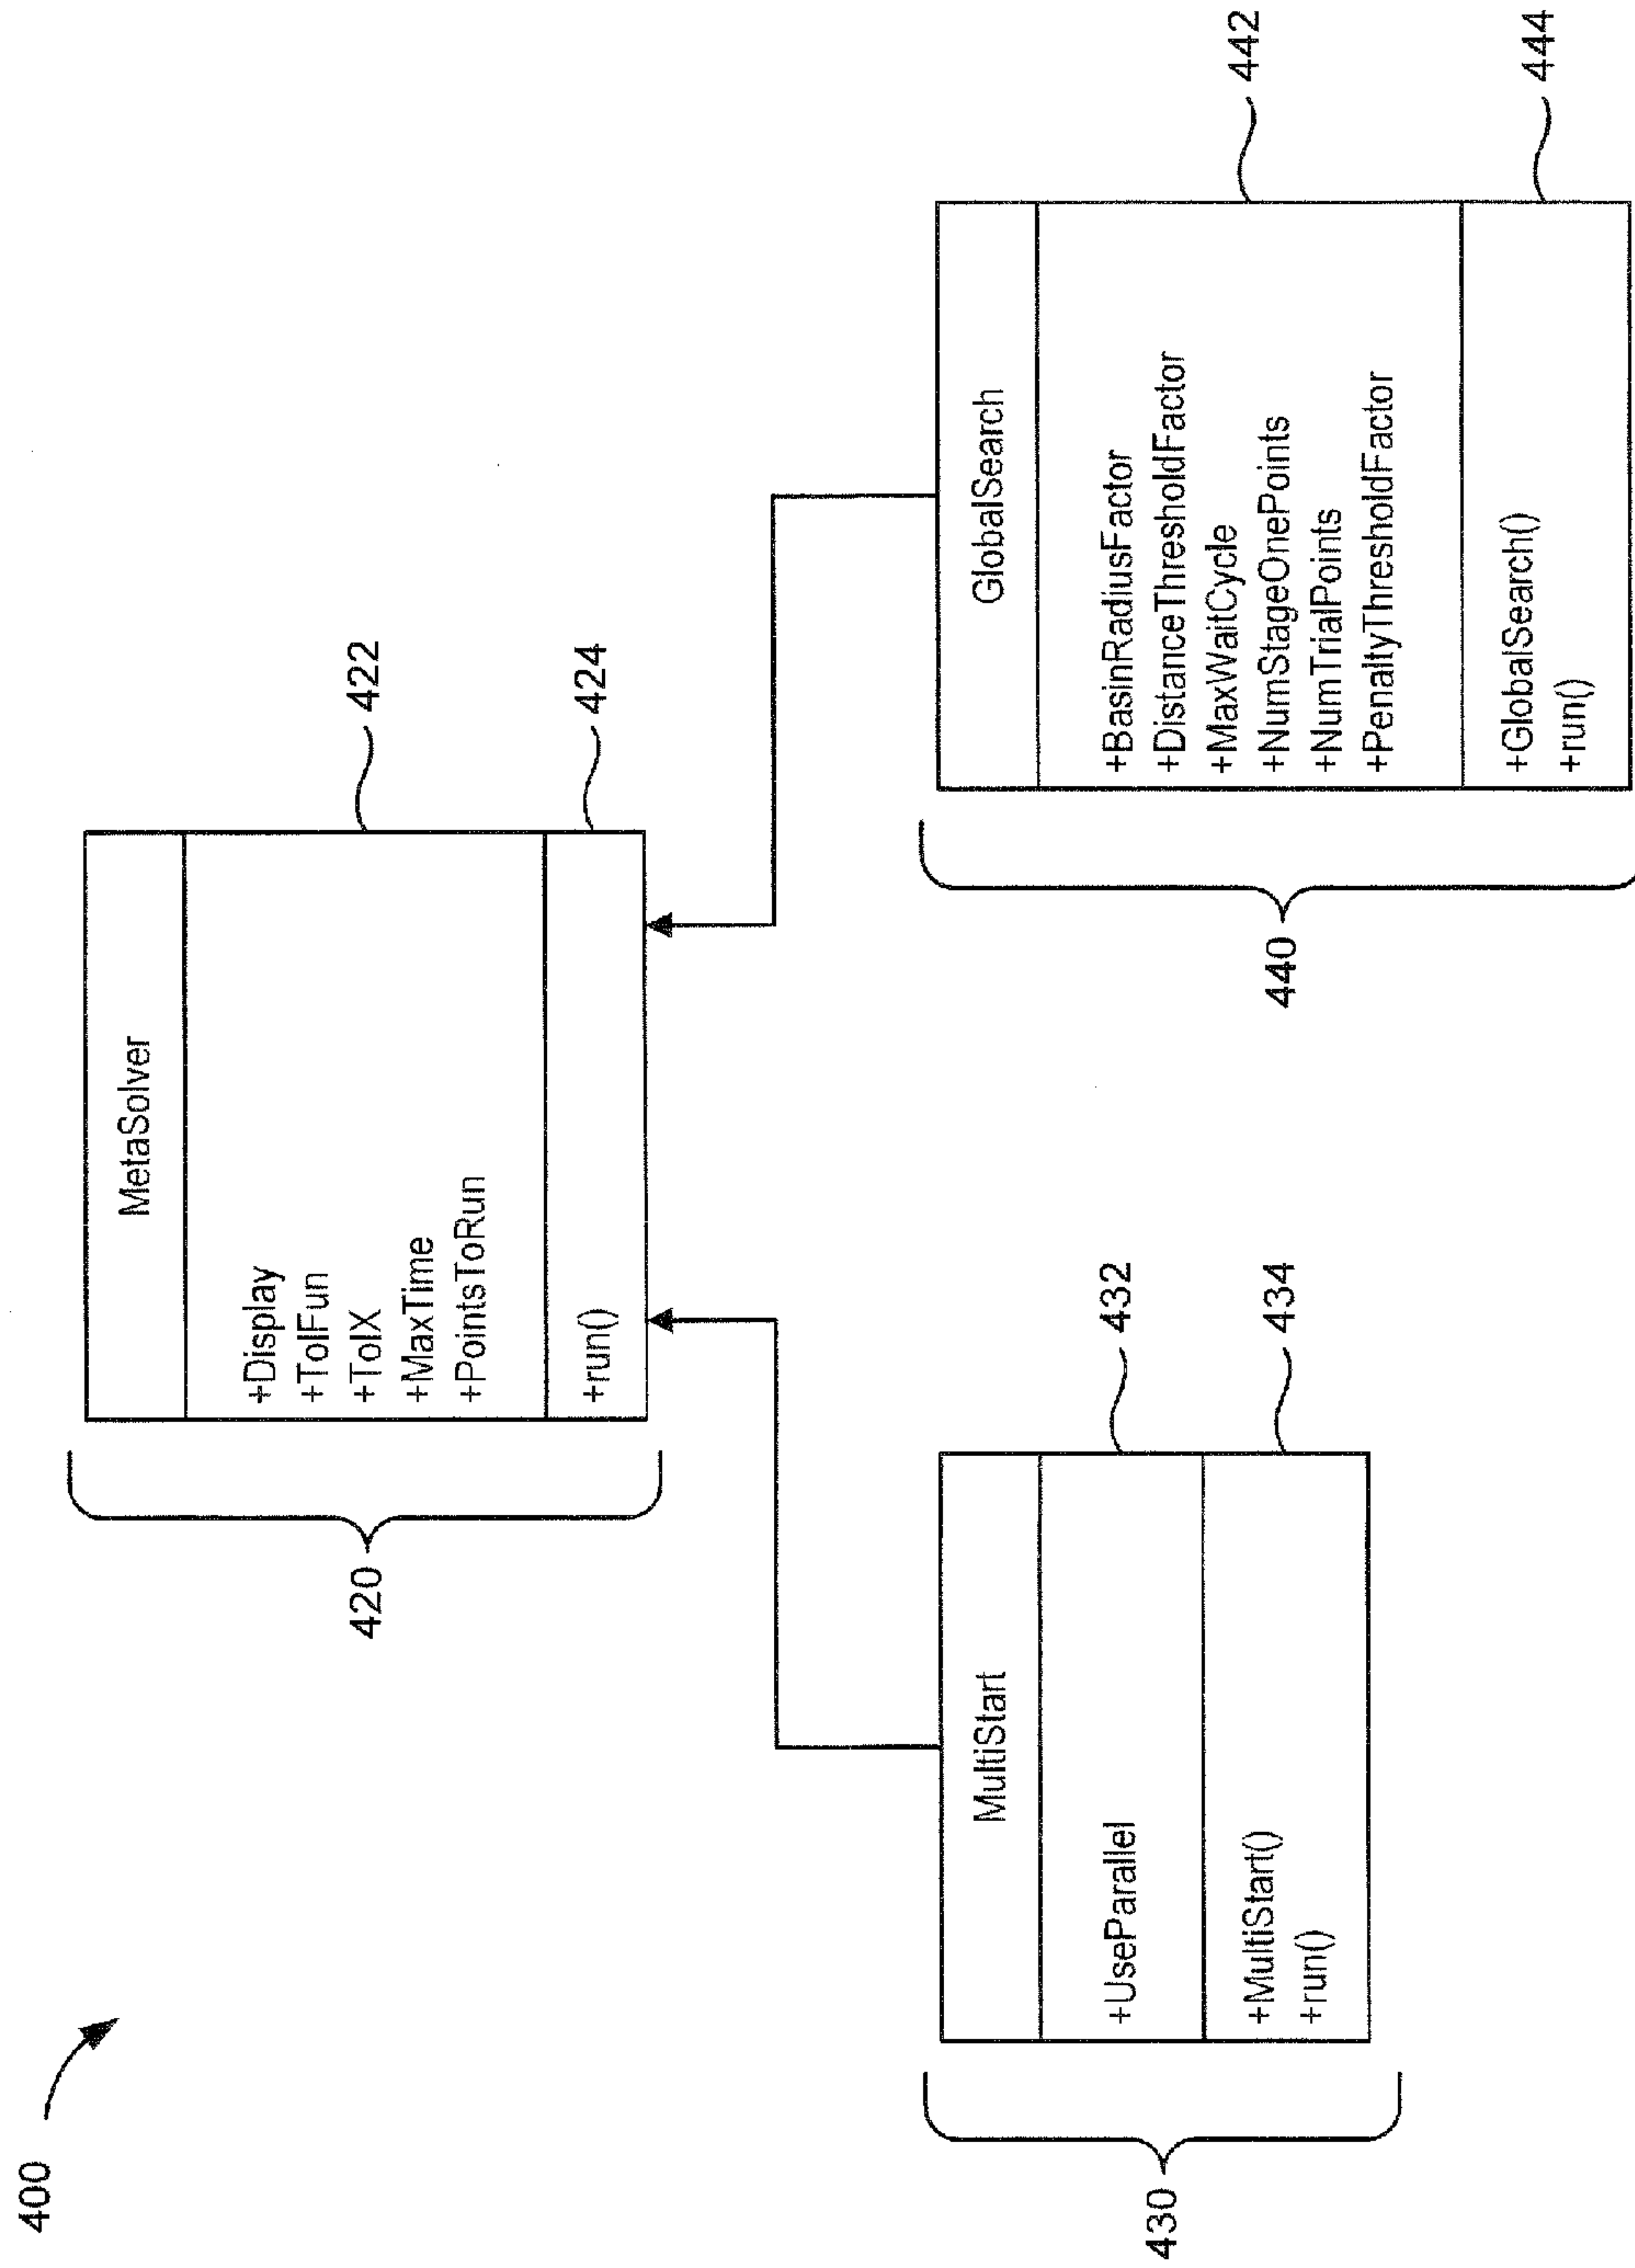 400
MetaSolver
+Display
+TolFun
+TolX
+MaxTime
+PointsToRun
+run()
420
422
424
MultiStart
+UseParallel
+MultiStart()
+run()
430
432
434
GlobalSearch
+BasinRadiusFactor
+DistanceThresholdFactor
+MaxWaitCycle
+NumStageOnePoints
+NumTrialPoints
+PenaltyThresholdFactor
+GlobalSearch()
+run()
440
442
444